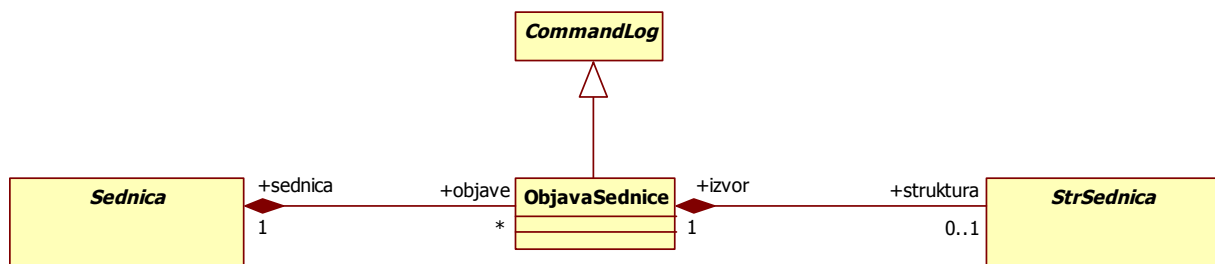 CommandLog
+sednica
+objave
+izvor
+struktura
Sednica
ObjavaSednice
StrSednica
1
*
1
0..1